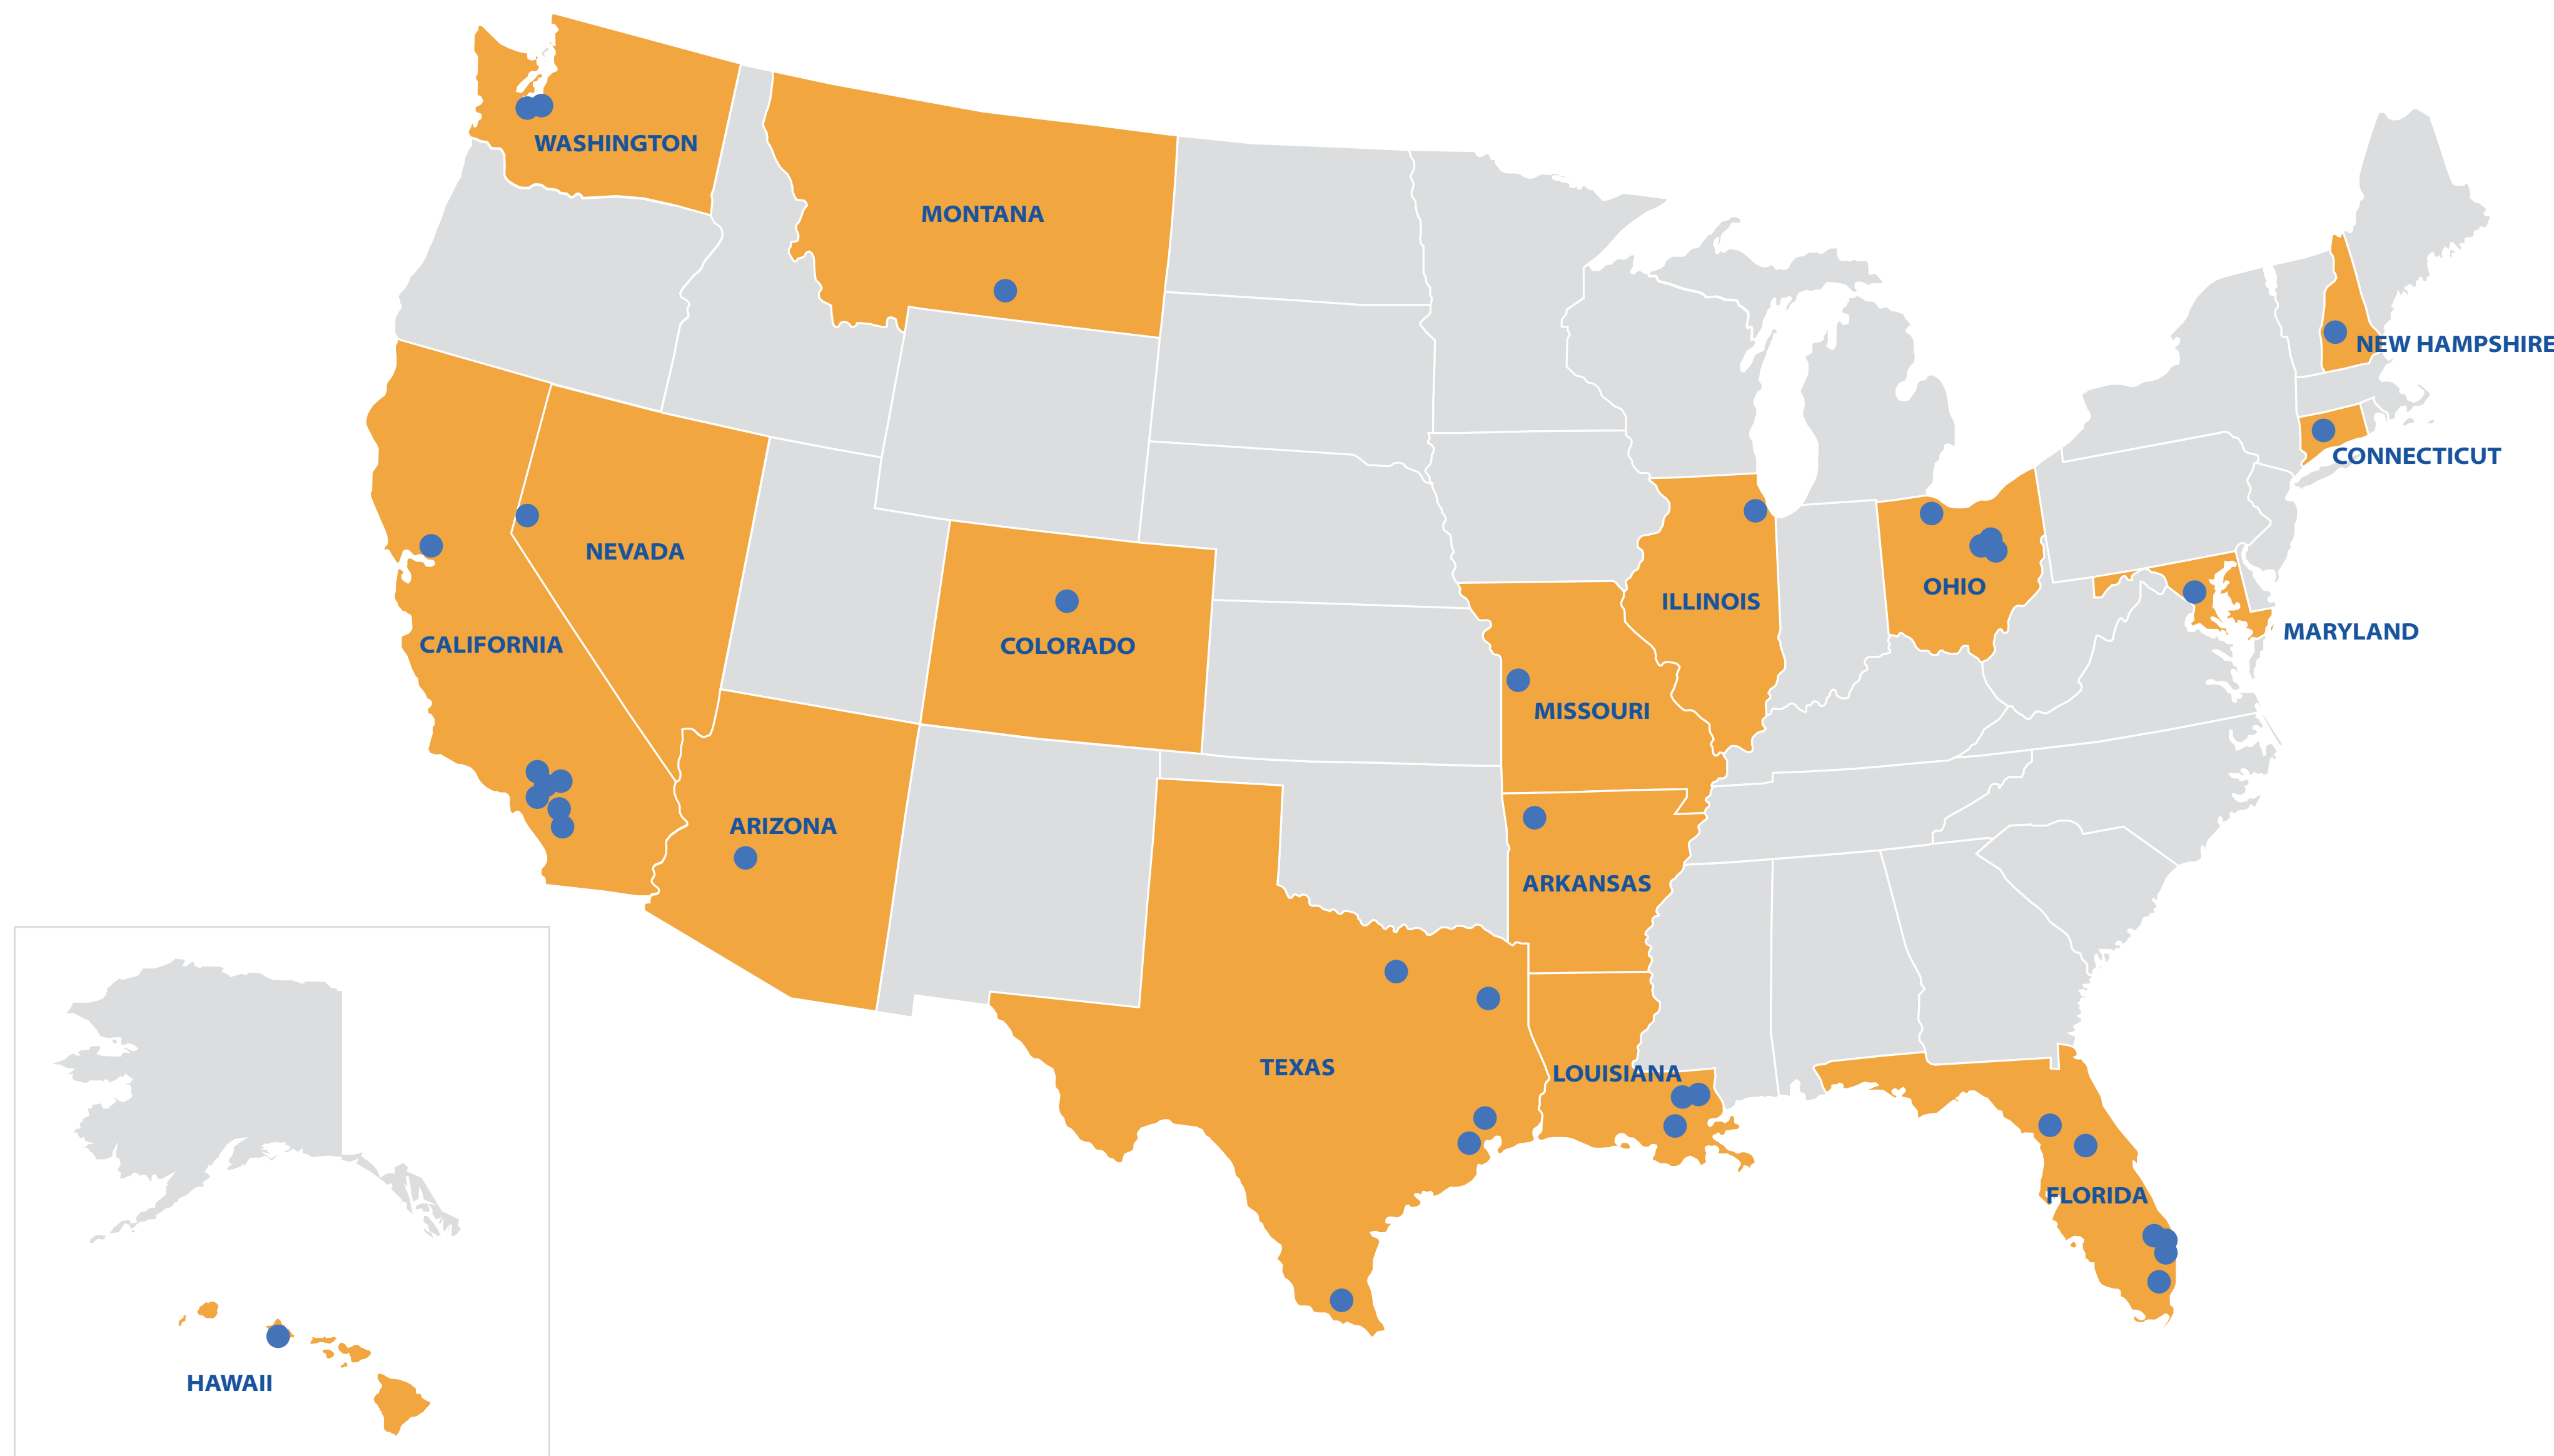 WASHINGTON
MONTANA
NEW HAMPSHIRE
CONNECTICUT
NEVADA
OHIO
ILLINOIS
MARYLAND
CALIFORNIA
COLORADO
MISSOURI
ARIZONA
ARKANSAS
TEXAS
LOUISIANA
FLORIDA
HAWAII